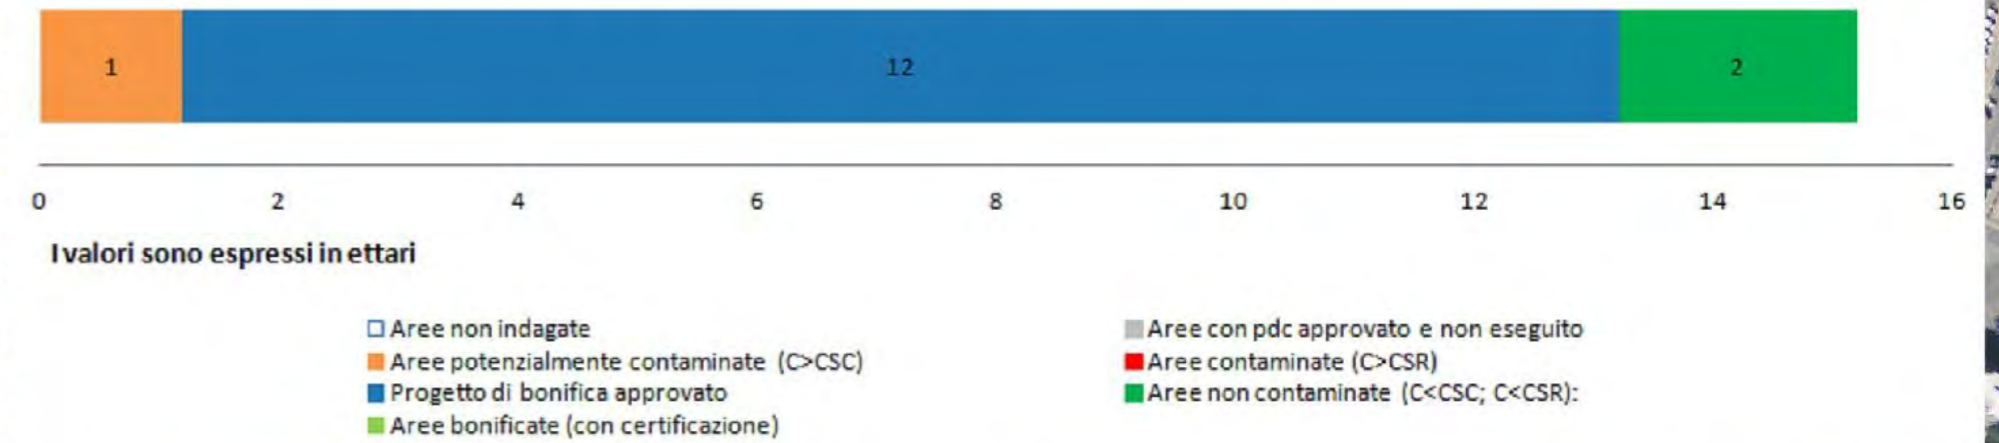 1 12 2
0 2 4 6 8 10 12 14 16
I valori sono espressi in ettari
Aree non indagate
Aree con pdc approvato e non eseguito
Aree potenzialmente contaminate (C>CSC)
Aree contaminate (C>CSR)
Progetto di bonifica approvato
Aree non contaminate (C<CSC; C<CSR):
Aree bonificate (con certificazione)